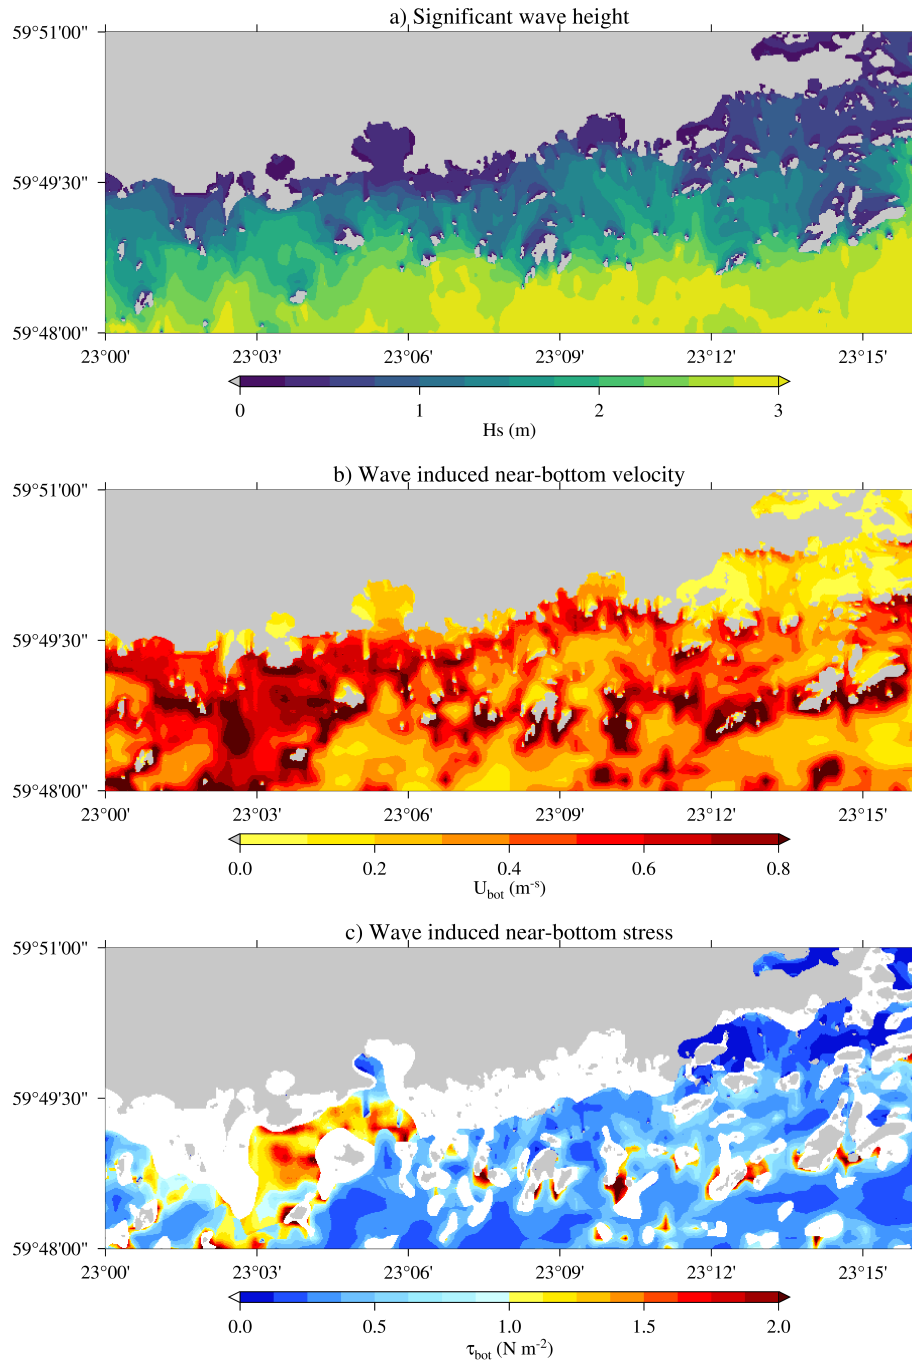 a) Significant wave height
59°51'00"
59°49'30"
59°48'00"
23°00' 23°03' 23°06' 23°09' 23°12' 23°15'
0 1 2 3
Hs (m)
b) Wave induced near-bottom velocity
59°51'00"
59°49'30"
59°48'00"
23°00' 23°03' 23°06' 23°09' 23°12' 23°15'
0.0 0.2 0.4 0.6 0.8
U_bot (m⁻ˢ)
c) Wave induced near-bottom stress
59°51'00"
59°49'30"
59°48'00"
23°00' 23°03' 23°06' 23°09' 23°12' 23°15'
0.0 0.5 1.0 1.5 2.0
τ_bot (N m⁻²)